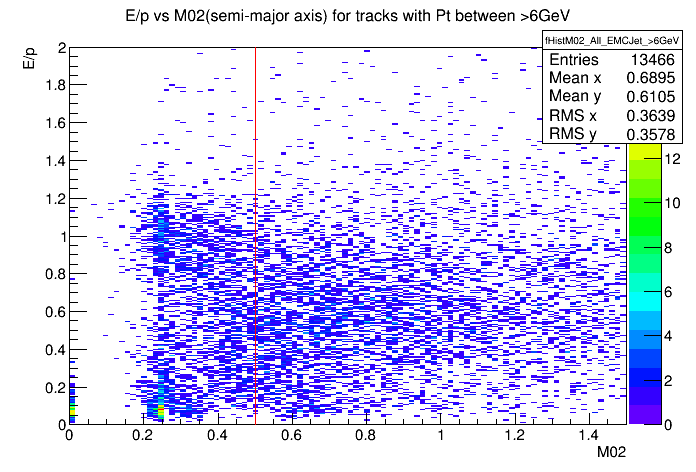 E/p vs M02(semi-major axis) for tracks with Pt between >6GeV
fHistM02_All_EMCJet_>6GeV
Entries 13466
Mean x 0.6895
Mean y 0.6105
RMS x 0.3639
RMS y 0.3578
E/p
2
1.8
1.6
1.4
1.2
1
0.8
0.6
0.4
0.2
0
0 0.2 0.4 0.6 0.8 1 1.2 1.4
M02
12
10
8
6
4
2
0